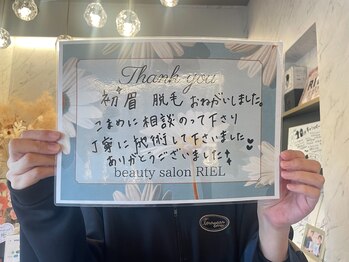 Thank you
初眉脱毛おねがいしました。
こまめに相談のって下さり
丁寧に施術して下さいました♥
ありがとうございました
beauty salon RIEL